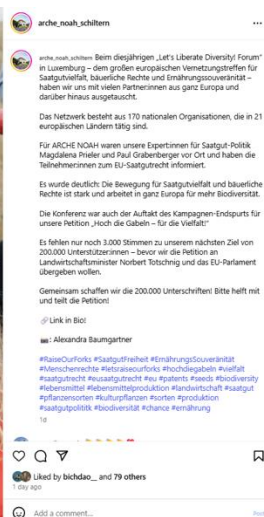 arche_noah_schiltern
arche_noah_schiltern Beim diesjährigen „Let's Liberate Diversity! Forum“
in Luxemburg – dem großen europäischen Vernetzungstreffen für
Saatgutvielfalt, bäuerliche Rechte und Ernährungssouveränität –
haben wir uns mit vielen Partner:innen aus ganz Europa und
darüber hinaus ausgetauscht.
Das Netzwerk besteht aus 170 nationalen Organisationen, die in 21
europäischen Ländern tätig sind.
Für ARCHE NOAH waren unsere Expert:innen für Saatgut-Politik
Magdalena Prieler und Paul Grabenberger vor Ort und haben die
Teilnehmer:innen zum EU-Saatgutrecht informiert.
Es wurde deutlich: Die Bewegung für Saatgutvielfalt und bäuerliche
Rechte ist stark und arbeitet in ganz Europa für mehr Biodiversität.
Die Konferenz war auch der Auftakt des Kampagnen-Endspurts für
unsere Petition „Hoch die Gabeln – für die Vielfalt!“
Es fehlen nur noch 3.000 Stimmen zu unserem nächsten Ziel von
200.000 Unterstützer:innen – bevor wir die Petition an
Landwirtschaftsminister Norbert Totschnig und das EU-Parlament
übergeben wollen.
Gemeinsam schaffen wir die 200.000 Unterschriften! Bitte helft mit
und teilt die Petition!
🔗Link in Bio!
📷: Alexandra Baumgartner
#RaiseOurForks #SaatgutFreiheit #ErnährungsSouveränität
#Menschenrechte #letsraiseourforks #hochdiegabeln #vielfalt
#saatgutrecht #eusaatgutrecht #eu #patents #seeds #biodiversity
#lebensmittel #lebensmittelproduktion #landwirtschaft #saatgut
#pflanzensorten #kulturpflanzen #sorten #produktion
#saatgutpolititk #biodiversität #chance #ernährung
1d
Liked by bichdao__ and 79 others
1 day ago
Add a comment...
Post